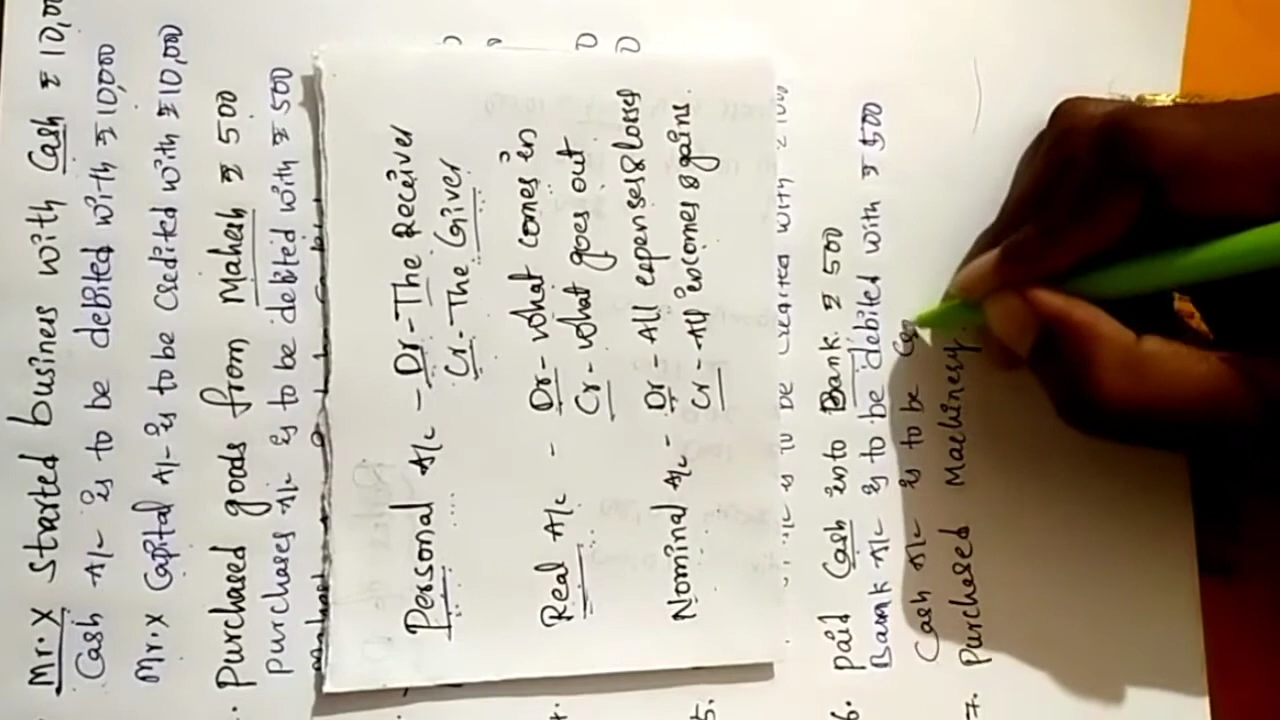 Mr. X Started business with Cash ₹ 10,00
Cash A/c is to be debited with ₹ 10,000
Mr. X Capital A/c is to be Credited with ₹ 10,000
Purchased goods from Mahesh ₹ 500
purchases A/c is to be debited with ₹ 500
Personal A/c - Dr - The Receiver
Cr - The Giver
Real A/c - Dr - what comes in
Cr - what goes out
Nominal A/c - Dr - All expenses & losses
Cr - All incomes & gains.
5.
6. paid Cash into Bank ₹ 500
Bank A/c is to be debited with ₹ 500
Cash A/c is to be
7. Purchased Machinery